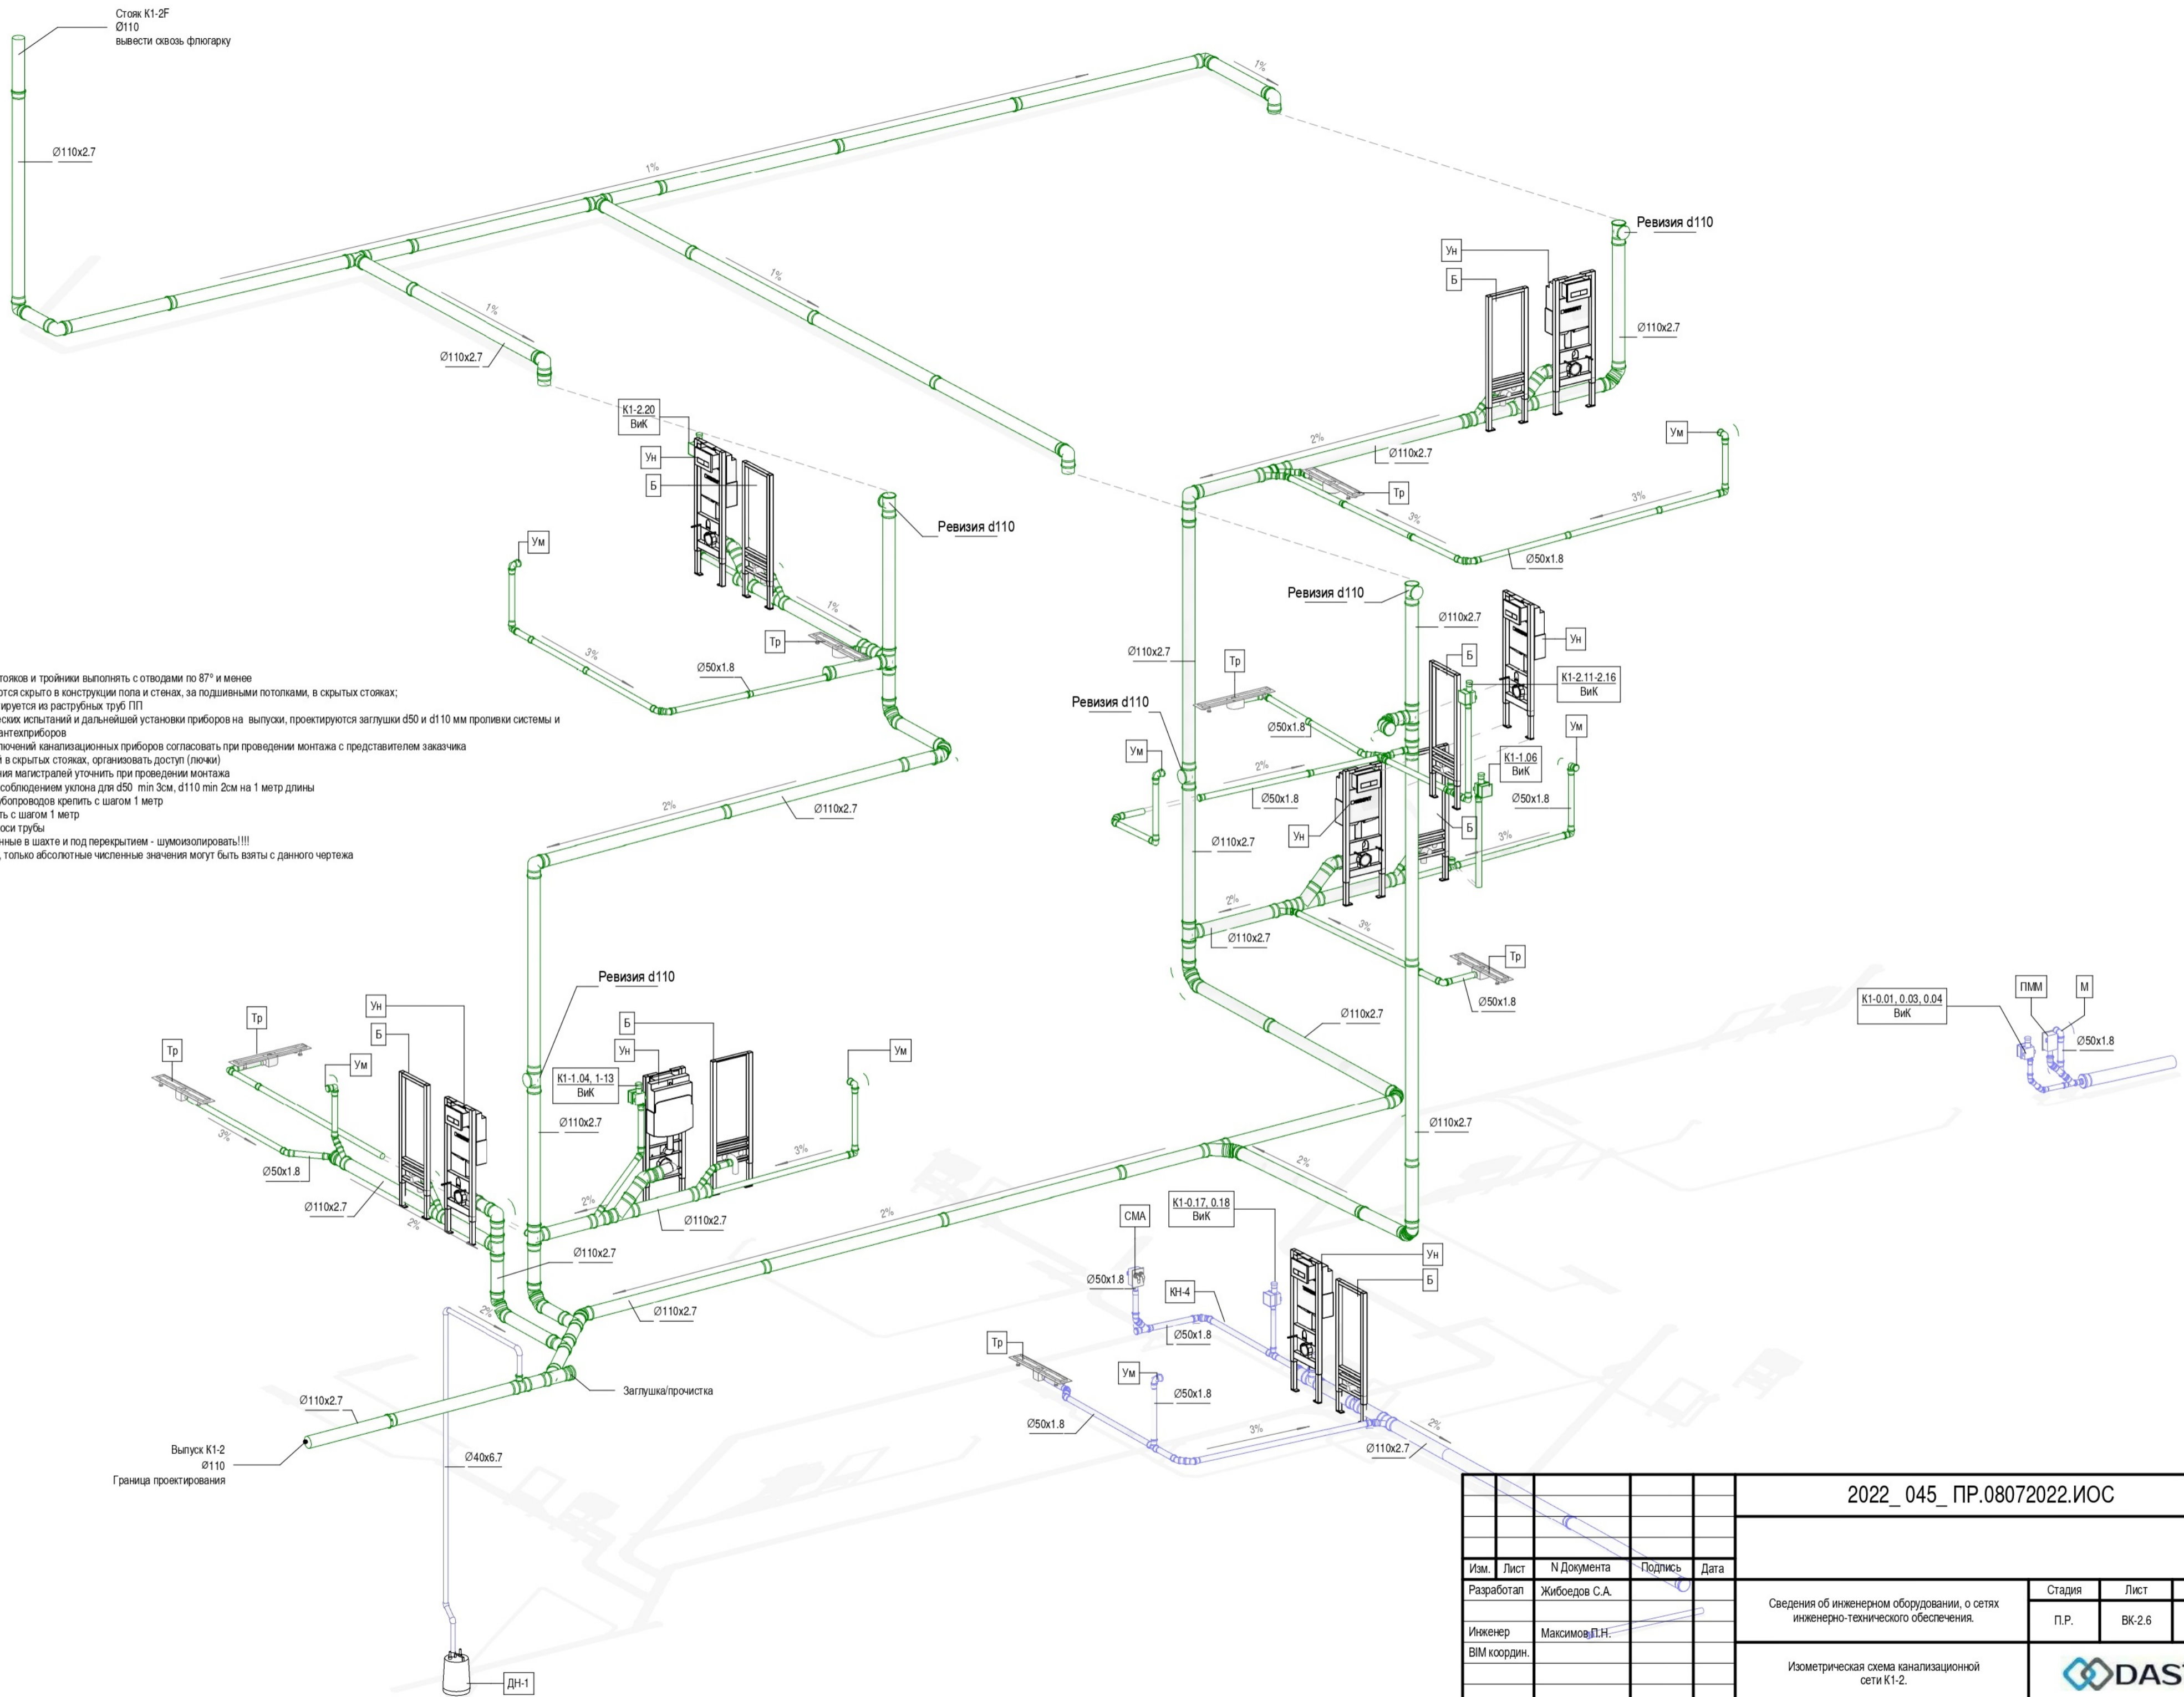 Стояк К1-2F
Ø110
вывести сквозь флюгарку
Ø110x2.7
1%
1%
1%
1%
Ø110x2.7
Ревизия d110
Ун
Б
Ø110x2.7
2%
Ø110x2.7
Ум
Тр
3%
3%
Ø50x1.8
К1-2.20
ВиК
Ун
Б
Ревизия d110
Ум
1%
Тр
3%
Ø50x1.8
Ревизия d110
Ø110x2.7
Ун
Ø110x2.7
Б
Тр
К1-2.11-2.16
ВиК
Ревизия d110
Ø50x1.8
Ум
Ум
2%
К1-1.06
ВиК
Ø50x1.8
Ø50x1.8
Ун
Б
Ø110x2.7
3%
2%
Ø110x2.7
3%
Тр
Ø50x1.8
Ø110x2.7
тояков и тройники выполнять с отводами по 87° и менее
ются скрыто в конструкции пола и стенах, за подшивными потолками, в скрытых стояках;
тируется из раструбных труб ПП
еских испытаний и дальнейшей установки приборов на выпуски, проектируются заглушки d50 и d110 мм проливки системы и
антехприборов
лючений канализационных приборов согласовать при проведении монтажа с представителем заказчика
й в скрытых стояках, организовать доступ (лючки)
ния магистралей уточнить при проведении монтажа
соблюдением уклона для d50 min 3см, d110 min 2см на 1 метр длины
убопроводов крепить с шагом 1 метр
ть с шагом 1 метр
оси трубы
нные в шахте и под перекрытием - шумоизолировать!!!!
, только абсолютные численные значения могут быть взяты с данного чертежа
2%
Ø110x2.7
Ревизия d110
Ун
Тр
Б
Тр
Ум
Б
Ун
К1-1.04, 1-13
ВиК
Ум
Ø110x2.7
3%
3%
Ø50x1.8
Ø110x2.7
2%
2%
Ø110x2.7
Ø110x2.7
2%
Ø110x2.7
2%
2%
Ø110x2.7
Ø110x2.7
Заглушка/прочистка
Выпуск К1-2
Ø110
Граница проектирования
Ø40x6.7
ДН-1
К1-0.01, 0.03, 0.04
ВиК
ПММ
М
Ø50x1.8
СМА
К1-0.17, 0.18
ВиК
Ун
Б
Ø50x1.8
КН-4
Ø50x1.8
Тр
Ум
Ø50x1.8
Ø50x1.8
3%
2%
Ø110x2.7
2022_ 045_ ПР.08072022.ИОС
Изм. Лист N Документа Подпись Дата
Разработал Жибоедов С.А.
Инженер Максимов П.Н.
BIM координ.
Сведения об инженерном оборудовании, о сетях
инженерно-технического обеспечения.
Стадия Лист
П.Р. ВК-2.6
Изометрическая схема канализационной
сети К1-2.
DAS